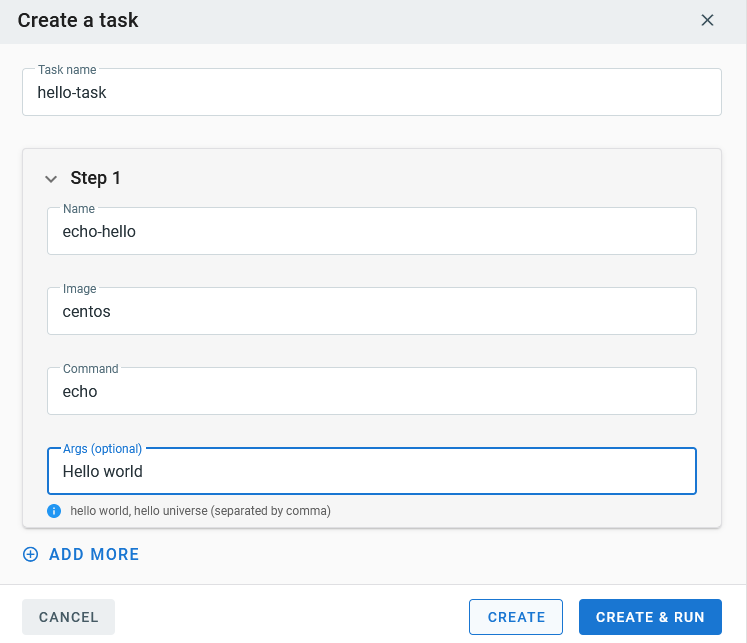 Create a task
Task name
hello-task
Step 1
Name
echo-hello
Image
centos
Command
echo
Args (optional)
Hello world
hello world, hello universe (separated by comma)
ADD MORE
CANCEL
CREATE
CREATE & RUN